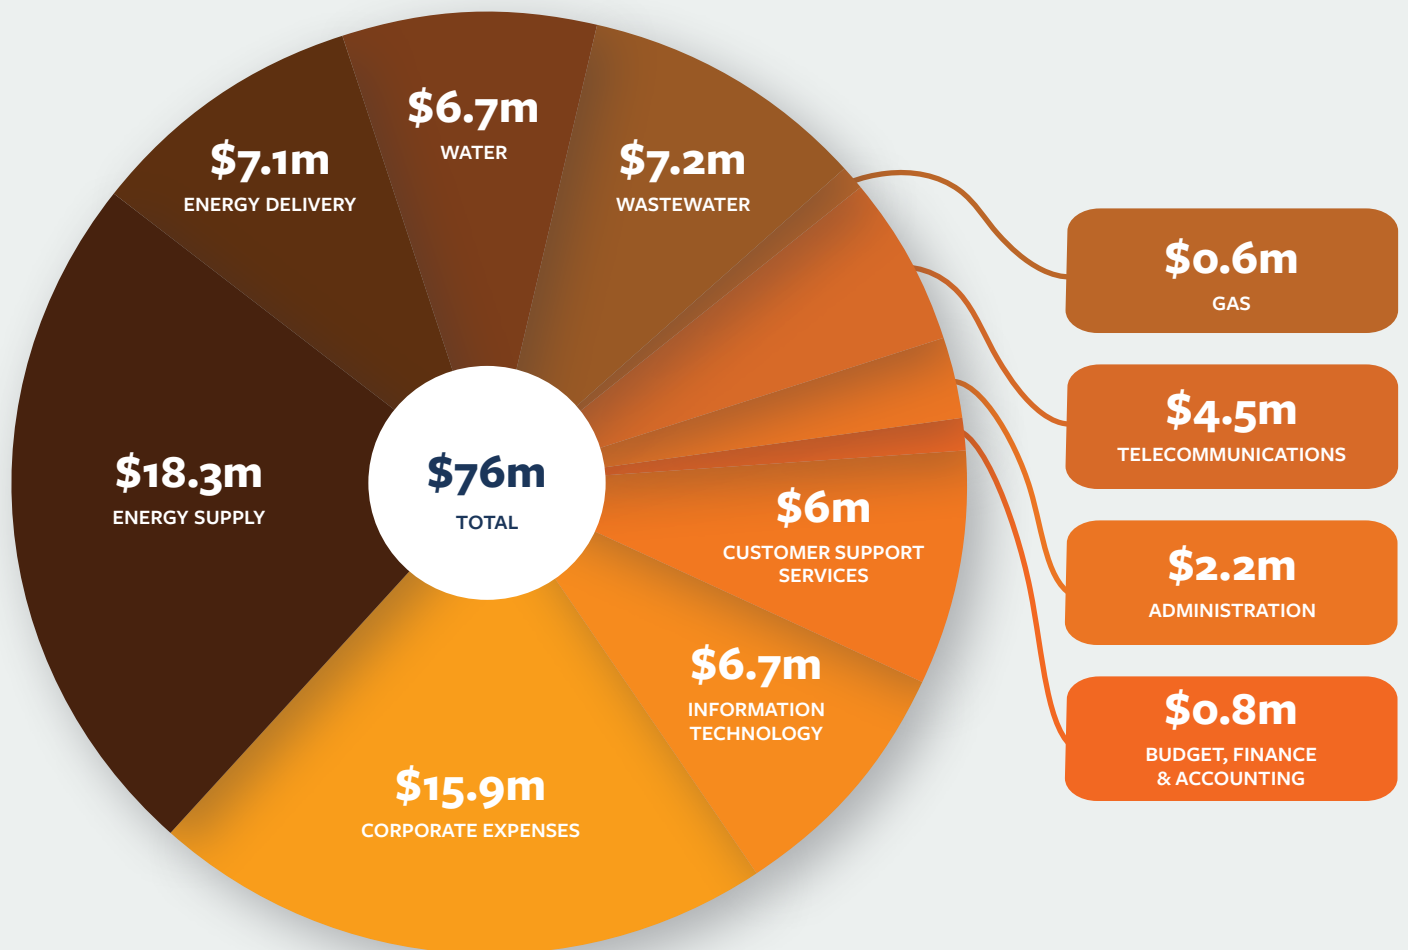 $6.7m
WATER
$7.1m
ENERGY DELIVERY
$7.2m
WASTEWATER
$18.3m
ENERGY SUPPLY
$76m
TOTAL
$6m
CUSTOMER SUPPORT
SERVICES
$6.7m
INFORMATION
TECHNOLOGY
$15.9m
CORPORATE EXPENSES
$0.6m
GAS
$4.5m
TELECOMMUNICATIONS
$2.2m
ADMINISTRATION
$0.8m
BUDGET, FINANCE
& ACCOUNTING